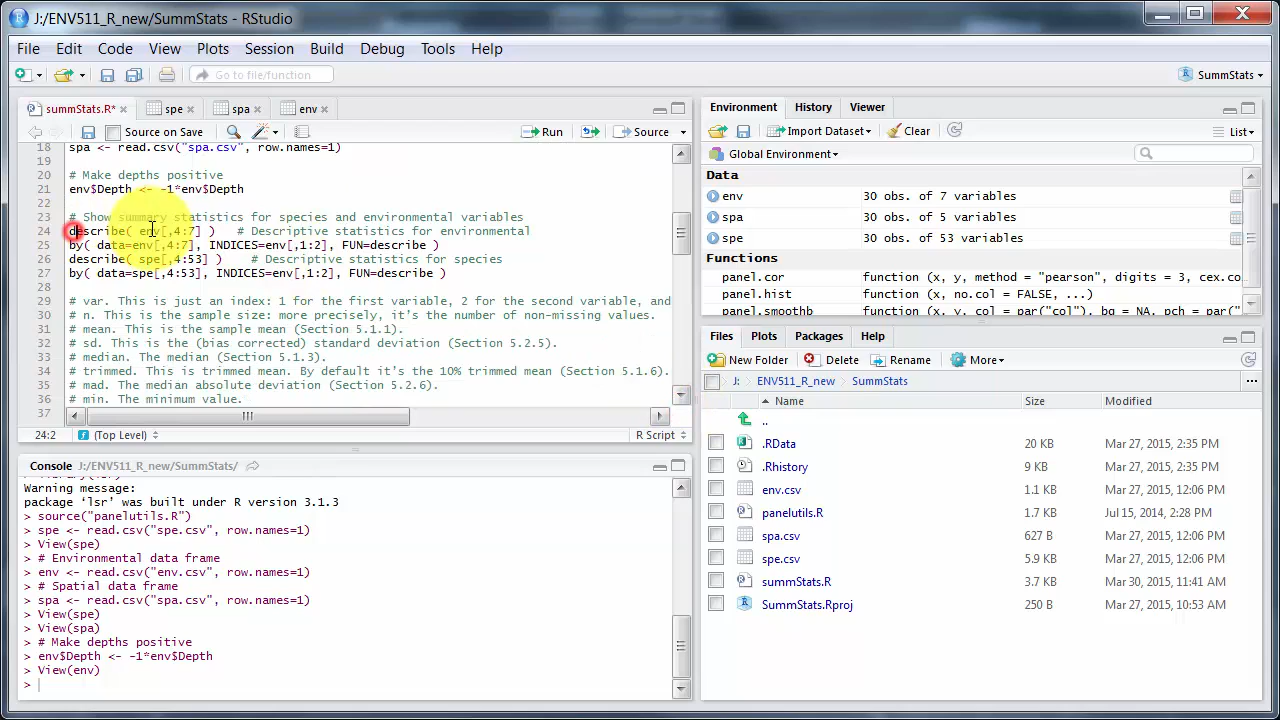 J:/ENV511_R_new/SummStats - RStudio
File Edit Code View Plots Session Build Debug Tools Help
Go to file/function
SummStats
summStats.R* spe spa env
Source on Save Run Source
18 spa <- read.csv("spa.csv", row.names=1)
19
20 # Make depths positive
21 env$Depth <- -1*env$Depth
22
23 # Show summary statistics for species and environmental variables
24 describe( env[,4:7] ) # Descriptive statistics for environmental
25 by( data=env[,4:7], INDICES=env[,1:2], FUN=describe )
26 describe( spe[,4:53] ) # Descriptive statistics for species
27 by( data=spe[,4:53], INDICES=env[,1:2], FUN=describe )
28
29 # var. This is just an index: 1 for the first variable, 2 for the second variable, and
30 # n. This is the sample size: more precisely, it's the number of non-missing values.
31 # mean. This is the sample mean (Section 5.1.1).
32 # sd. This is the (bias corrected) standard deviation (Section 5.2.5).
33 # median. The median (Section 5.1.3).
34 # trimmed. This is trimmed mean. By default it's the 10% trimmed mean (Section 5.1.6).
35 # mad. The median absolute deviation (Section 5.2.6).
36 # min. The minimum value.
37
24:2 (Top Level) R Script
Console J:/ENV511_R_new/SummStats/
Warning message:
package ‘lsr’ was built under R version 3.1.3
> source("panelutils.R")
> spe <- read.csv("spe.csv", row.names=1)
> View(spe)
> # Environmental data frame
> env <- read.csv("env.csv", row.names=1)
> # Spatial data frame
> spa <- read.csv("spa.csv", row.names=1)
> View(spe)
> View(spa)
> # Make depths positive
> env$Depth <- -1*env$Depth
> View(env)
>
Environment History Viewer
Import Dataset Clear List
Global Environment
Data
env 30 obs. of 7 variables
spa 30 obs. of 5 variables
spe 30 obs. of 53 variables
Functions
panel.cor function (x, y, method = "pearson", digits = 3, cex.co
panel.hist function (x, no.col = FALSE, ...)
panel.smoothb function (x, y, col = par("col"), bg = NA, pch = par("
Files Plots Packages Help
New Folder Delete Rename More
J: ENV511_R_new SummStats ...
Name Size Modified
..
.RData 20 KB Mar 27, 2015, 2:35 PM
.Rhistory 9 KB Mar 27, 2015, 2:35 PM
env.csv 1.1 KB Mar 27, 2015, 12:06 PM
panelutils.R 1.7 KB Jul 15, 2014, 2:28 PM
spa.csv 627 B Mar 27, 2015, 12:06 PM
spe.csv 5.9 KB Mar 27, 2015, 12:06 PM
summStats.R 3.7 KB Mar 30, 2015, 11:41 AM
SummStats.Rproj 250 B Mar 27, 2015, 10:53 AM